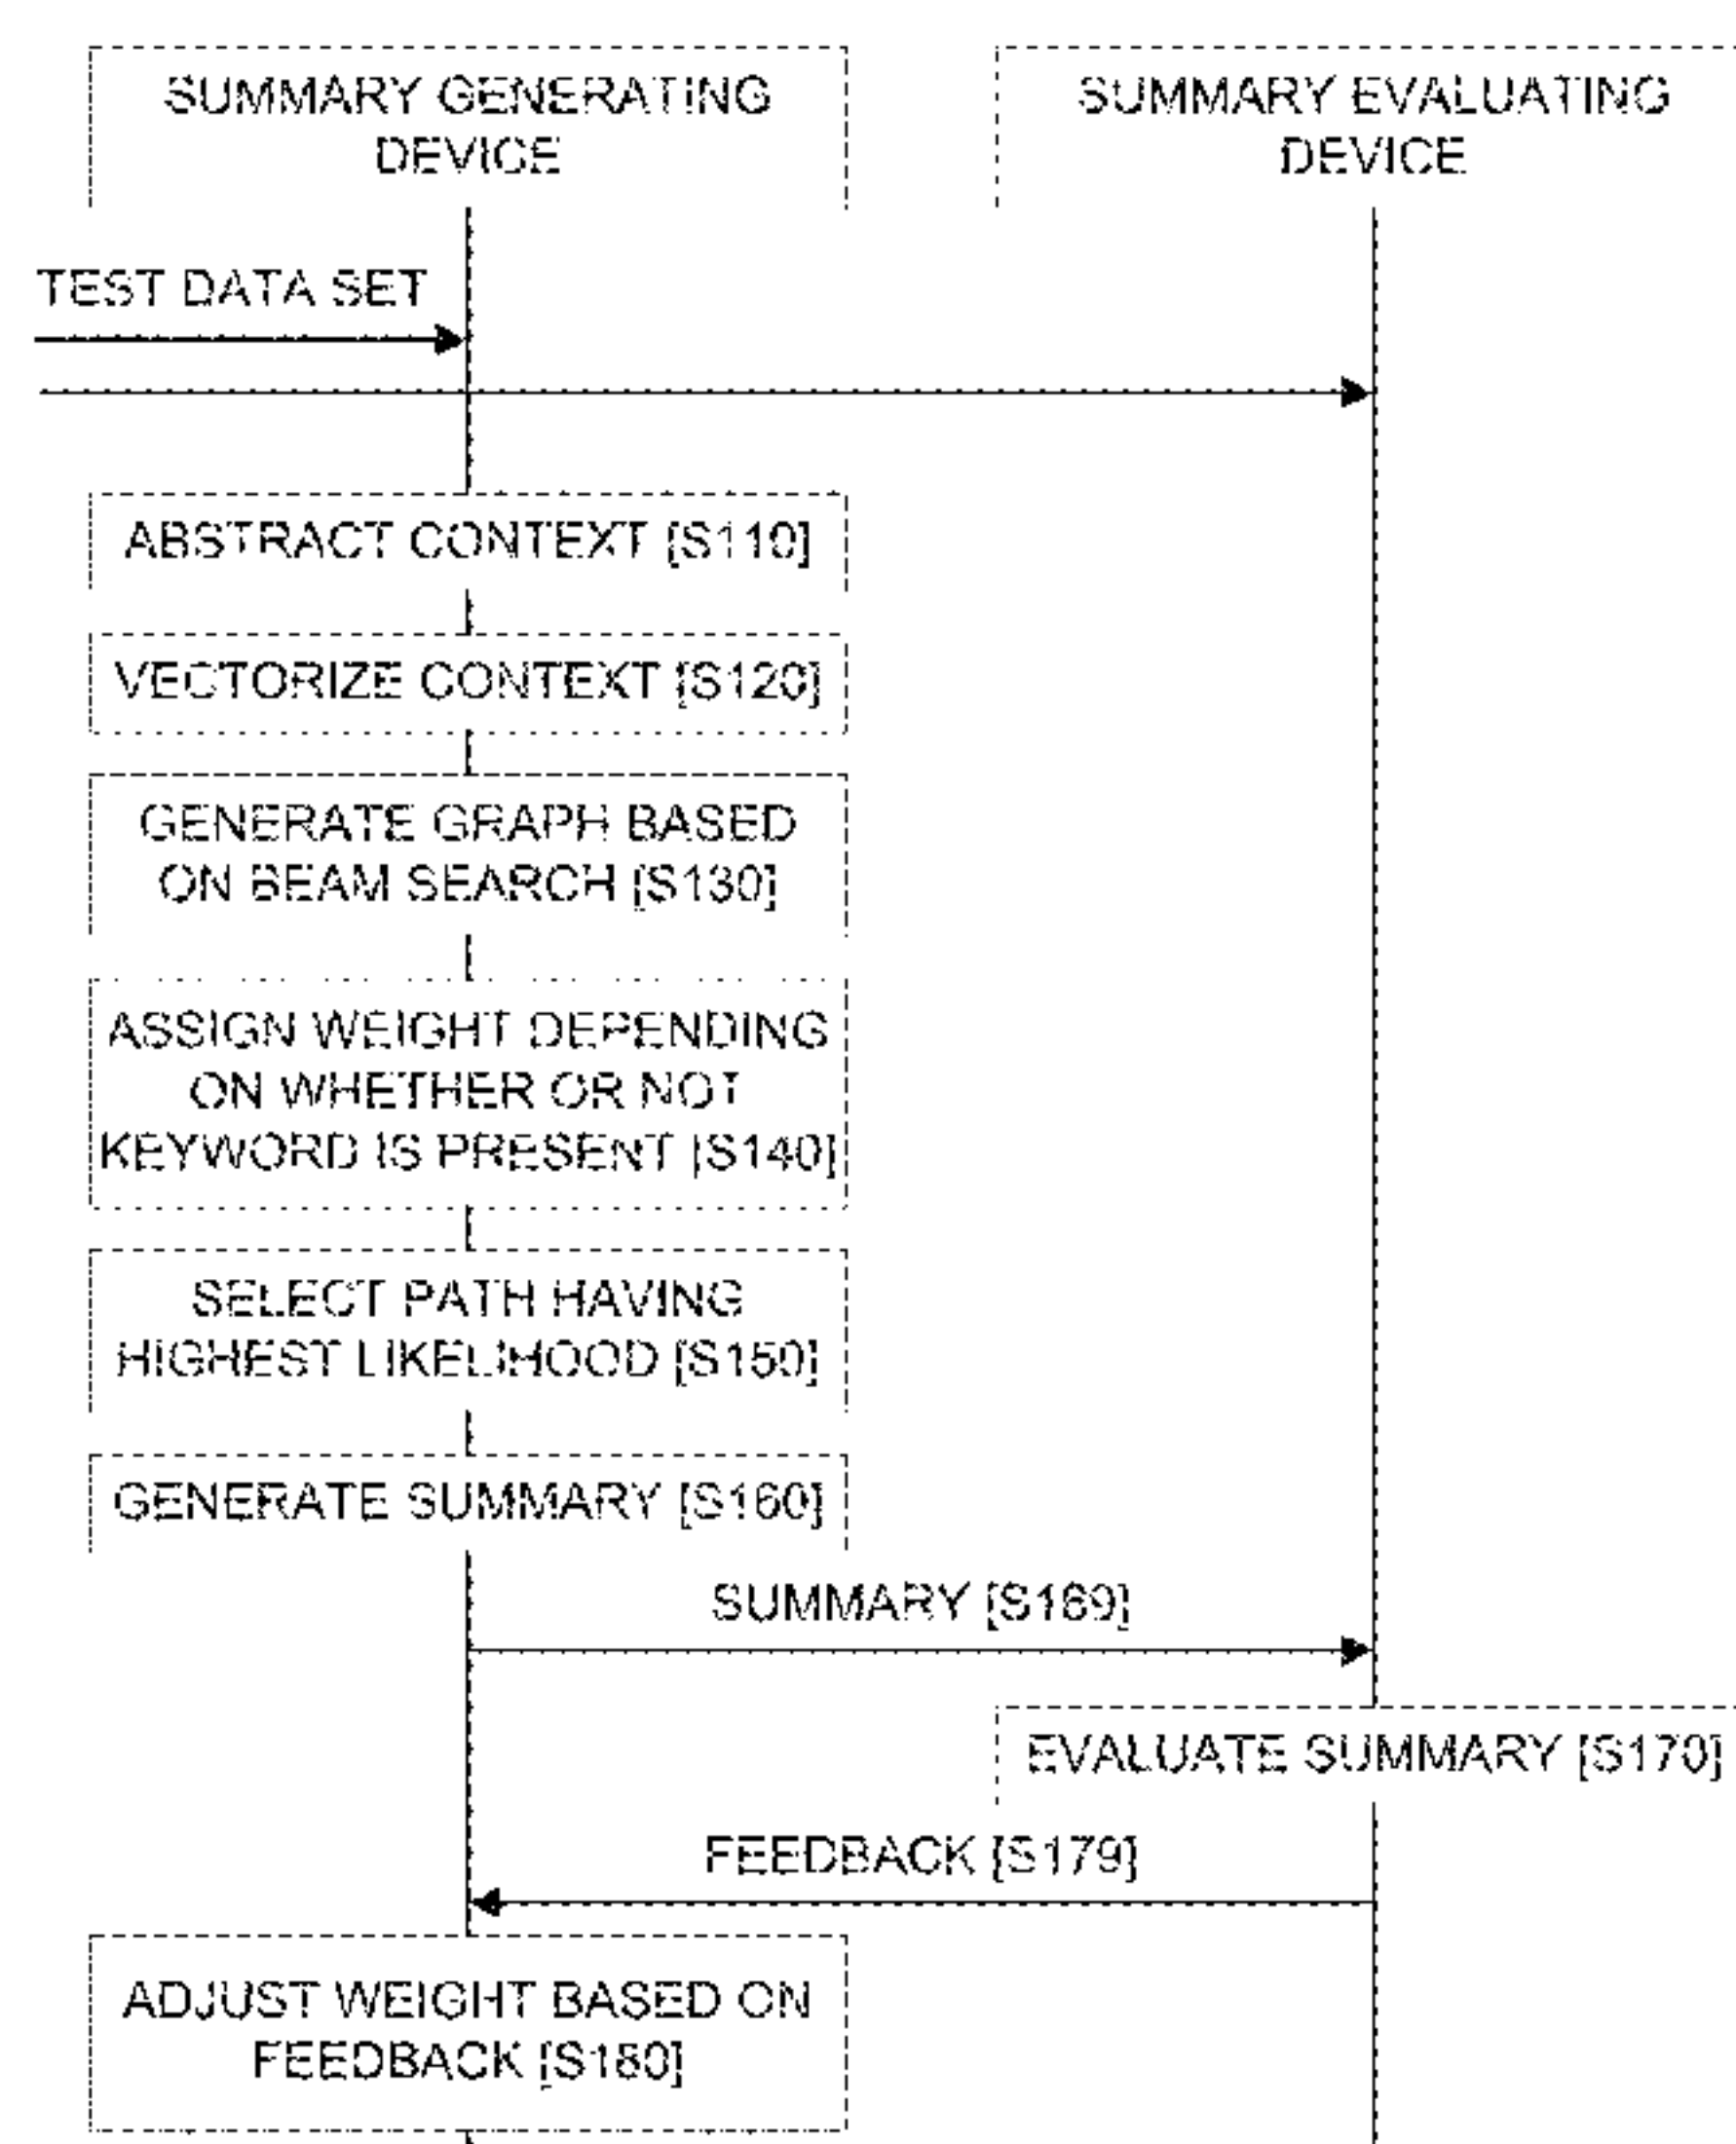 SUMMARY GENERATING
DEVICE
SUMMARY EVALUATING
DEVICE
TEST DATA SET
ABSTRACT CONTEXT [S110]
VECTORIZE CONTEXT [S120]
GENERATE GRAPH BASED
ON BEAM SEARCH [S130]
ASSIGN WEIGHT DEPENDING
ON WHETHER OR NOT
KEYWORD IS PRESENT [S140]
SELECT PATH HAVING
HIGHEST LIKELIHOOD [S150]
GENERATE SUMMARY [S160]
SUMMARY [S169]
EVALUATE SUMMARY [S170]
FEEDBACK [S179]
ADJUST WEIGHT BASED ON
FEEDBACK [S180]